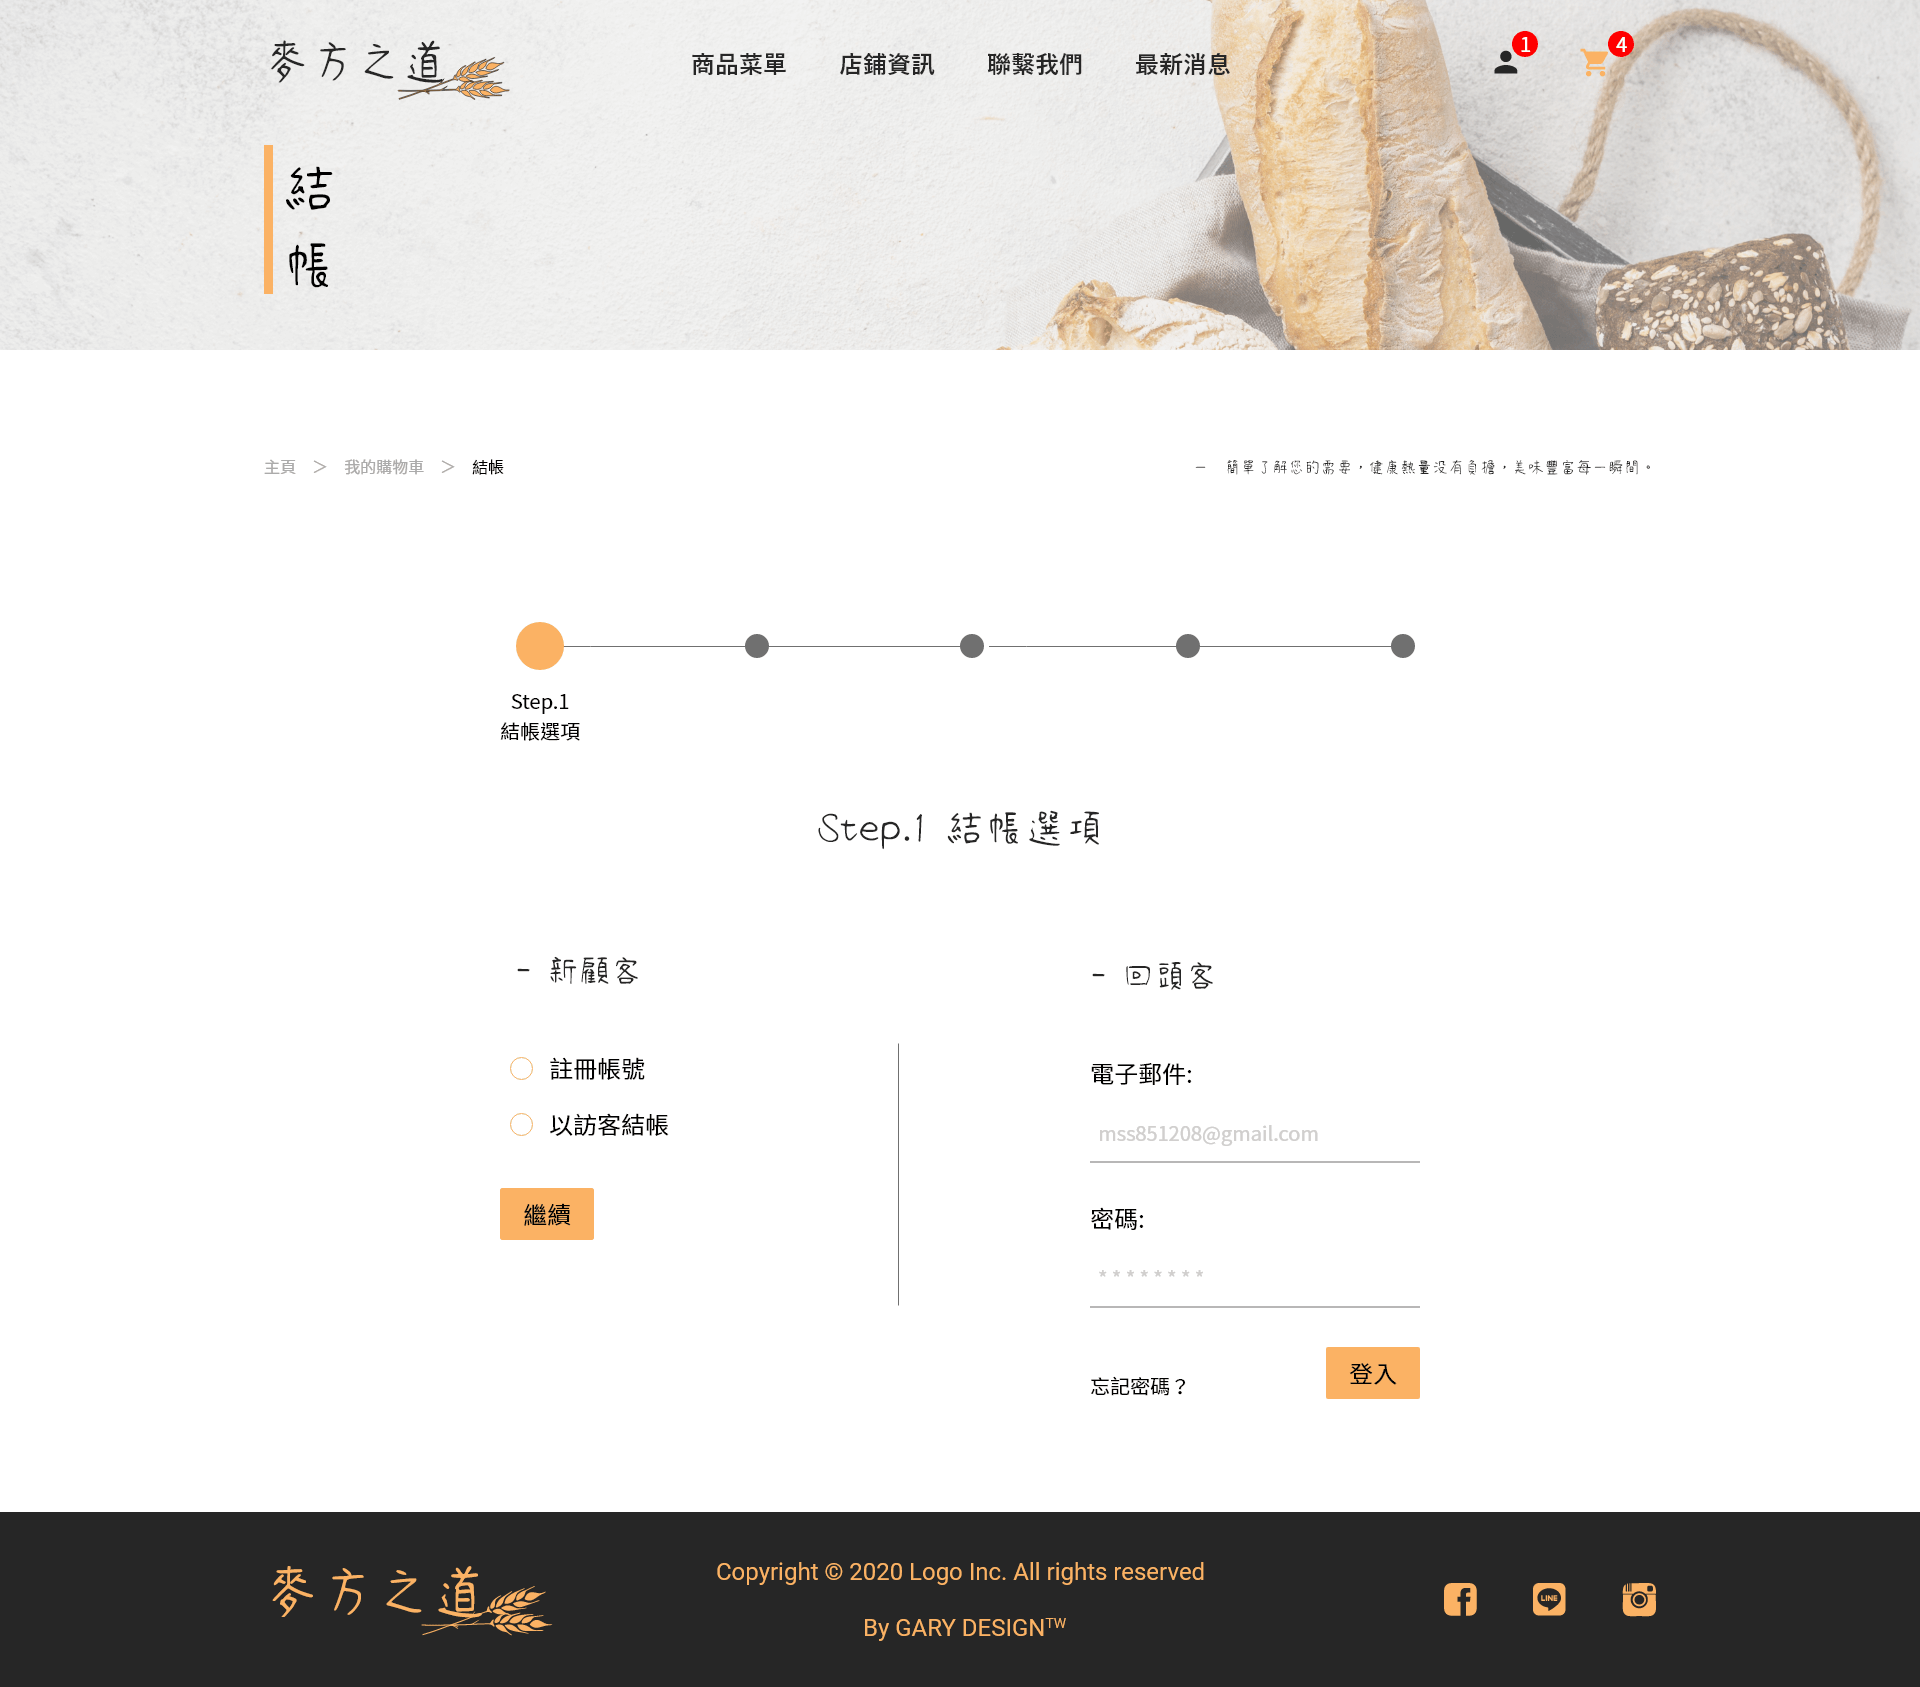 麥方之道
商品菜單 店鋪資訊 聯繫我們 最新消息
1
4
結
帳
主頁 > 我的購物車 > 結帳
- 簡單了解您的需要,健康熱量沒有負擔,美味豐富每一瞬間。
Step.1
結帳選項
Step.1 結帳選項
- 新顧客
註冊帳號
以訪客結帳
繼續
- 回頭客
電子郵件:
mss851208@gmail.com
密碼:
********
忘記密碼？
登入
麥方之道
Copyright © 2020 Logo Inc. All rights reserved
By GARY DESIGNTW
LINE